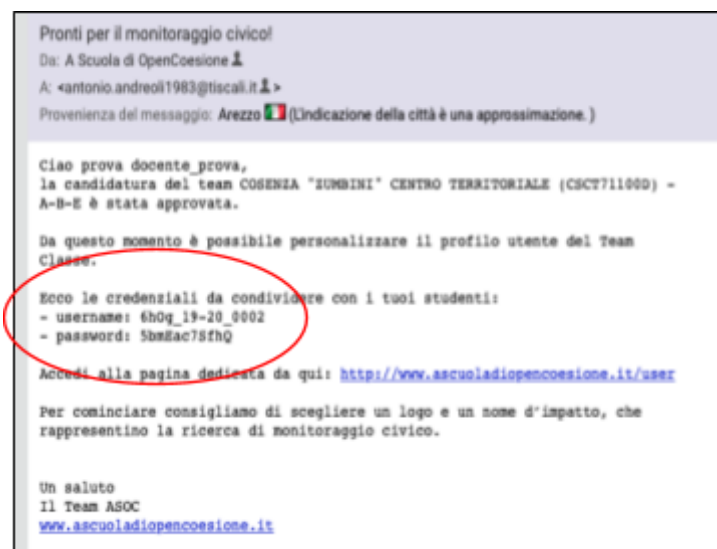 Pronti per il monitoraggio civico!
Da: A Scuola di OpenCoesione
A: <antonio.andreoli1983@tiscali.it >
Provenienza del messaggio: Arezzo (L'indicazione della città è una approssimazione. )
Ciao prova docente_prova,
la candidatura del team COSENZA "ZUMBINI" CENTRO TERRITORIALE (CSCT71100D) -
A-B-E è stata approvata.
Da questo momento è possibile personalizzare il profilo utente del Team
Classe.
Ecco le credenziali da condividere con i tuoi studenti:
- username: 6hOg_19-20_0002
- password: 5bmEac7SfhQ
Accedi alla pagina dedicata da qui: http://www.ascuoladiopencoesione.it/user
Per cominciare consigliamo di scegliere un logo e un nome d'impatto, che
rappresentino la ricerca di monitoraggio civico.
Un saluto
Il Team ASOC
www.ascuoladiopencoesione.it